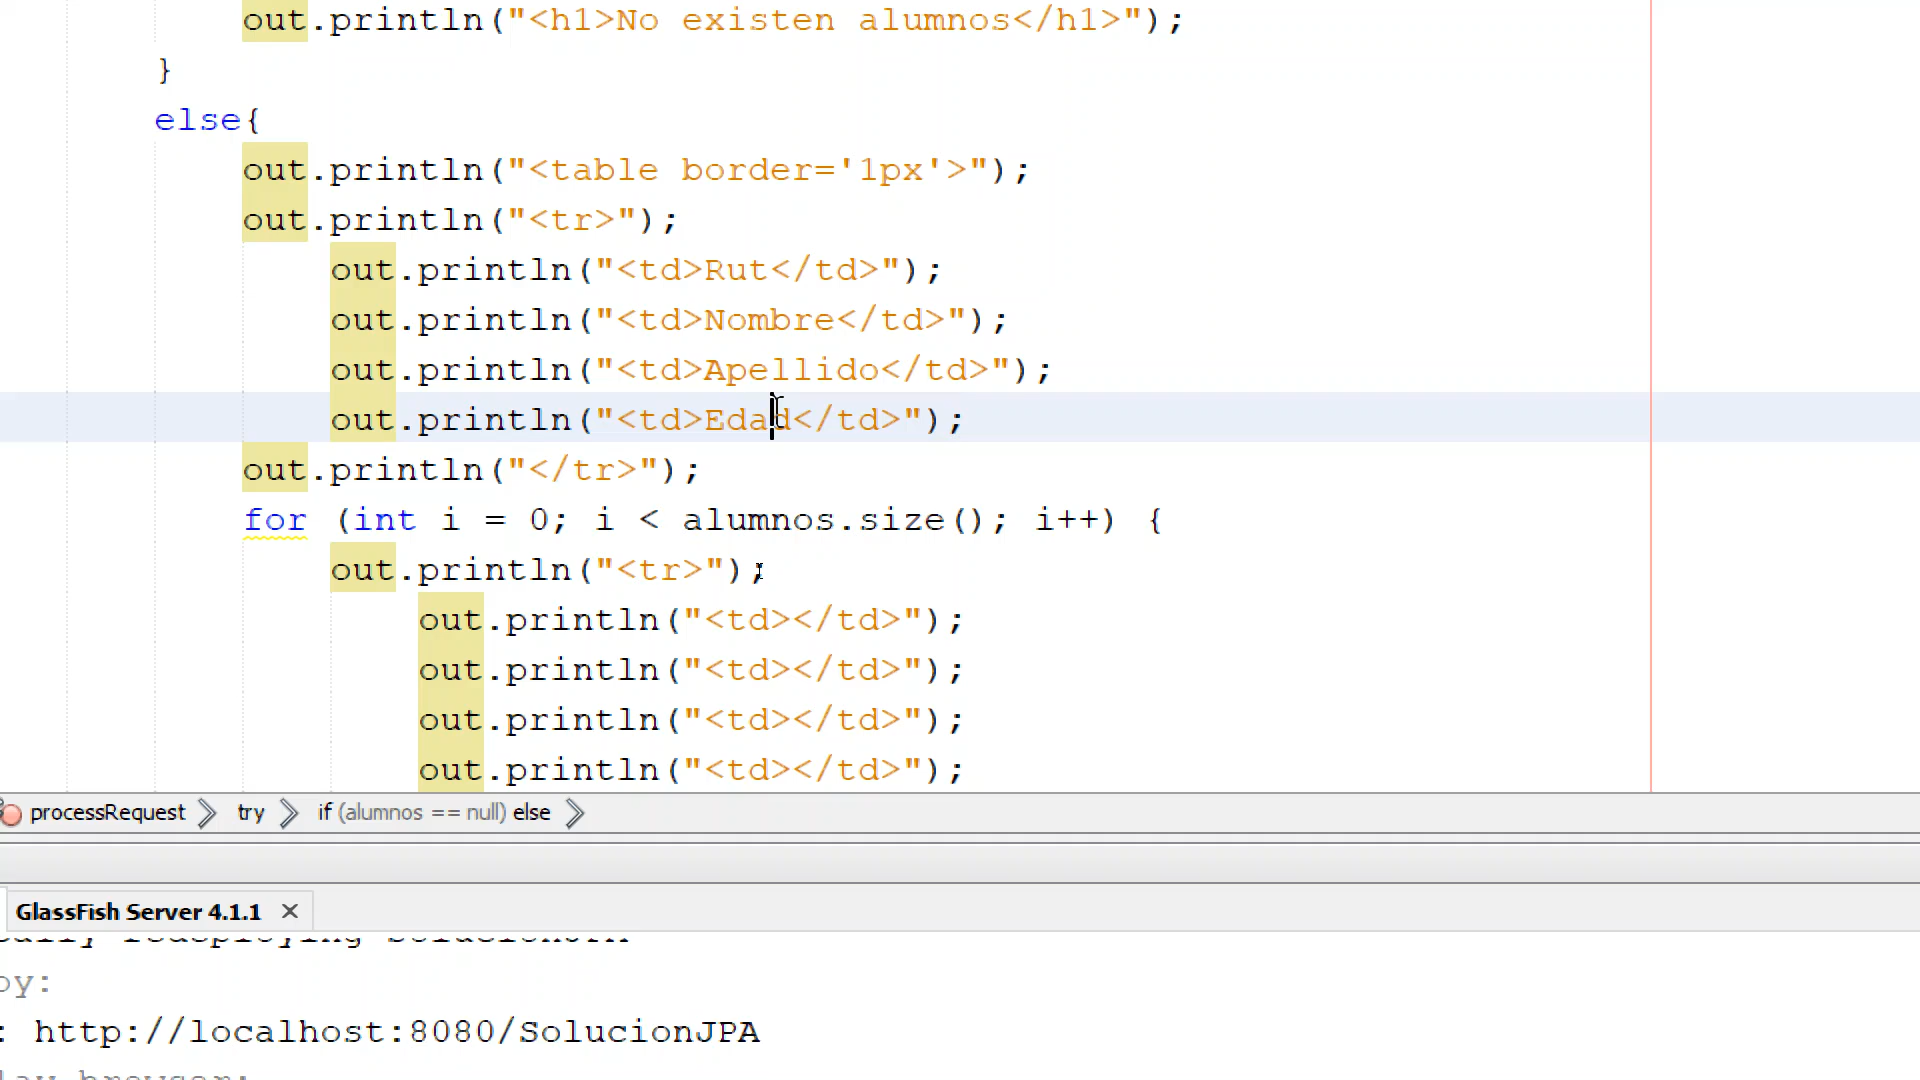 out.println("<h1>No existen alumnos</h1>");
}
else{
out.println("<table border='1px'>");
out.println("<tr>");
out.println("<td>Rut</td>");
out.println("<td>Nombre</td>");
out.println("<td>Apellido</td>");
out.println("<td>Edad</td>");
out.println("</tr>");
for (int i = 0; i < alumnos.size(); i++) {
out.println("<tr>");
out.println("<td></td>");
out.println("<td></td>");
out.println("<td></td>");
out.println("<td></td>");
processRequest try if (alumnos == null) else
GlassFish Server 4.1.1
oy:
: http://localhost:8080/SolucionJPA
browser: